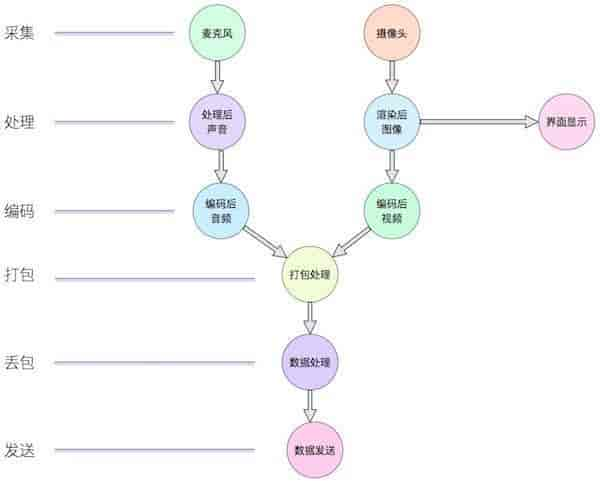 采集
麦克风
摄像头
处理
处理后
声音
渲染后
图像
界面显示
编码
编码后
音频
编码后
视频
打包
打包处理
丢包
数据处理
发送
数据发送